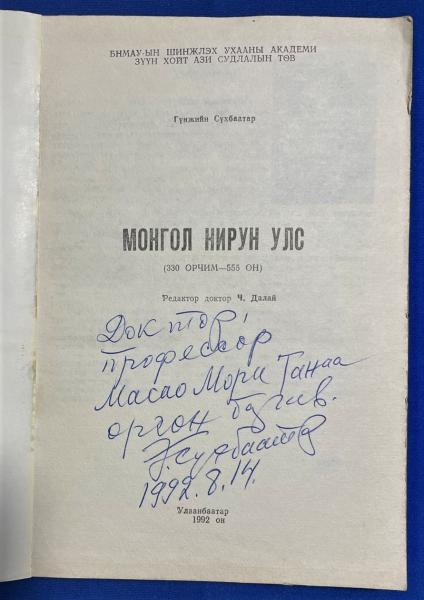 БНМАУ-ЫН ШИНЖЛЭХ УХААНЫ АКАДЕМИ
ЗҮҮН ХОЙТ АЗИ СУДЛАЛЫН ТӨВ
Гүнжийн Сүхбаатар
МОНГОЛ НИРУН УЛС
(330 ОРЧИМ—555 ОН)
Редактор доктор Ч. Далай
Доктор,
профессор
Масао Мори Танаа
өргөн барив.
Г. Сүхбаатар
1992. 8. 14.
Улаанбаатар
1992 он